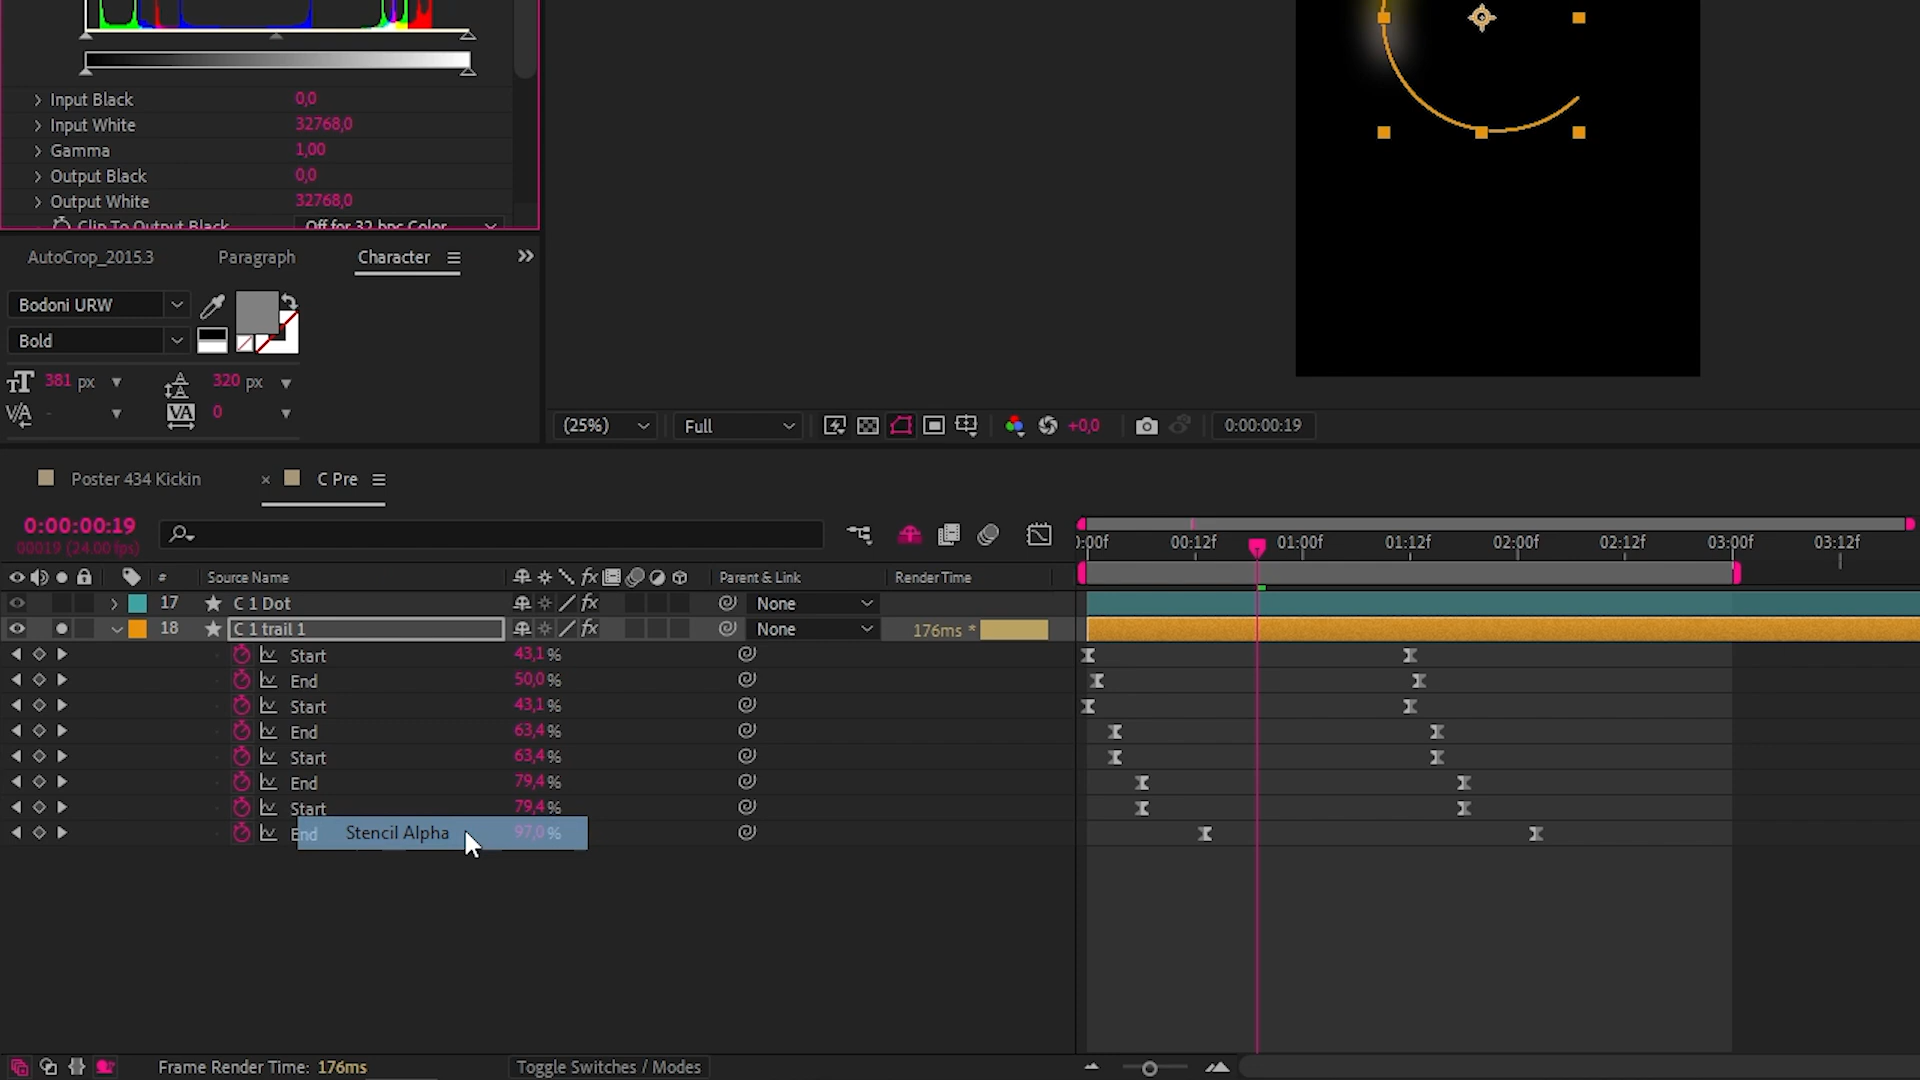 Input Black 0,0
Input White 32768,0
Gamma 1,00
Output Black 0,0
Output White 32768,0
Clip To Output Black Off for 32 bpc Color
AutoCrop_2015.3 Paragraph Character
Bodoni URW
Bold
381 px 320 px
- 0
(25%) Full +0,0 0:00:00:19
Poster 434 Kickin × C Pre
0:00:00:19
00019 (24.00 fps)
:00f 00:12f 01:00f 01:12f 02:00f 02:12f 03:00f 03:12f
# Source Name fx Parent & Link Render Time
17 C 1 Dot fx None
18 C 1 trail 1 fx None 176ms *
Start 43,1 %
End 50,0 %
Start 43,1 %
End 63,4 %
Start 63,4 %
End 79,4 %
Start 79,4 %
End Stencil Alpha 97,0 %
Frame Render Time: 176ms Toggle Switches / Modes